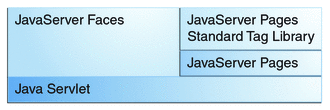 JavaServer Faces
JavaServer Pages
Standard Tag Library
JavaServer Pages
Java Servlet